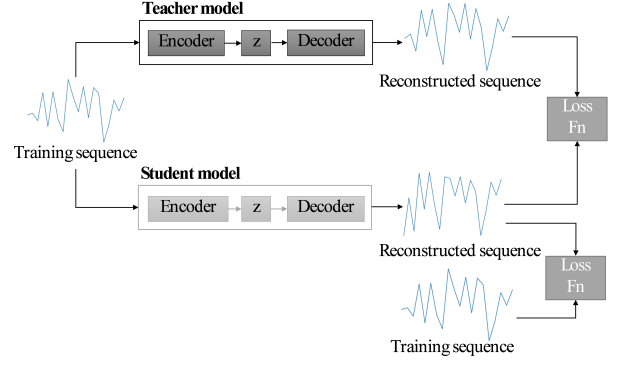 Teacher model
Encoder
z
Decoder
Reconstructed sequence
Loss
Fn
Training sequence
Student model
Encoder
z
Decoder
Reconstructed sequence
Loss
Fn
Training sequence